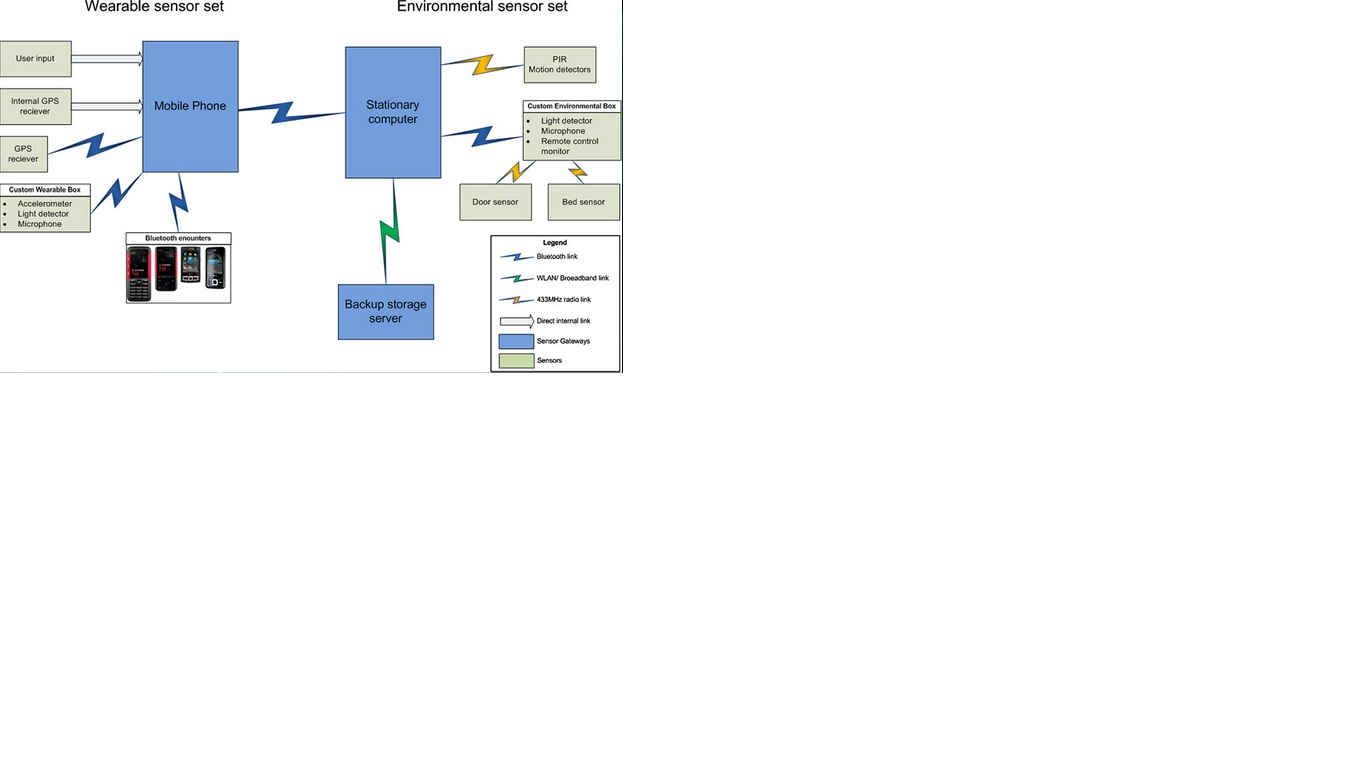 Wearable sensor set
Environmental sensor set
User input
Internal GPS
reciever
GPS
reciever
Custom Wearable Box
• Accelerometer
• Light detector
• Microphone
Mobile Phone
Bluetooth enounters
Stationary
computer
Backup storage
server
PIR
Motion detectors
Custom Environmental Box
• Light detector
• Microphone
• Remote control
monitor
Door sensor
Bed sensor
Legend
Bluetooth link
WLAN/ Broeadband link
433MHz radio link
Direct internal link
Sensor Gateways
Sensors